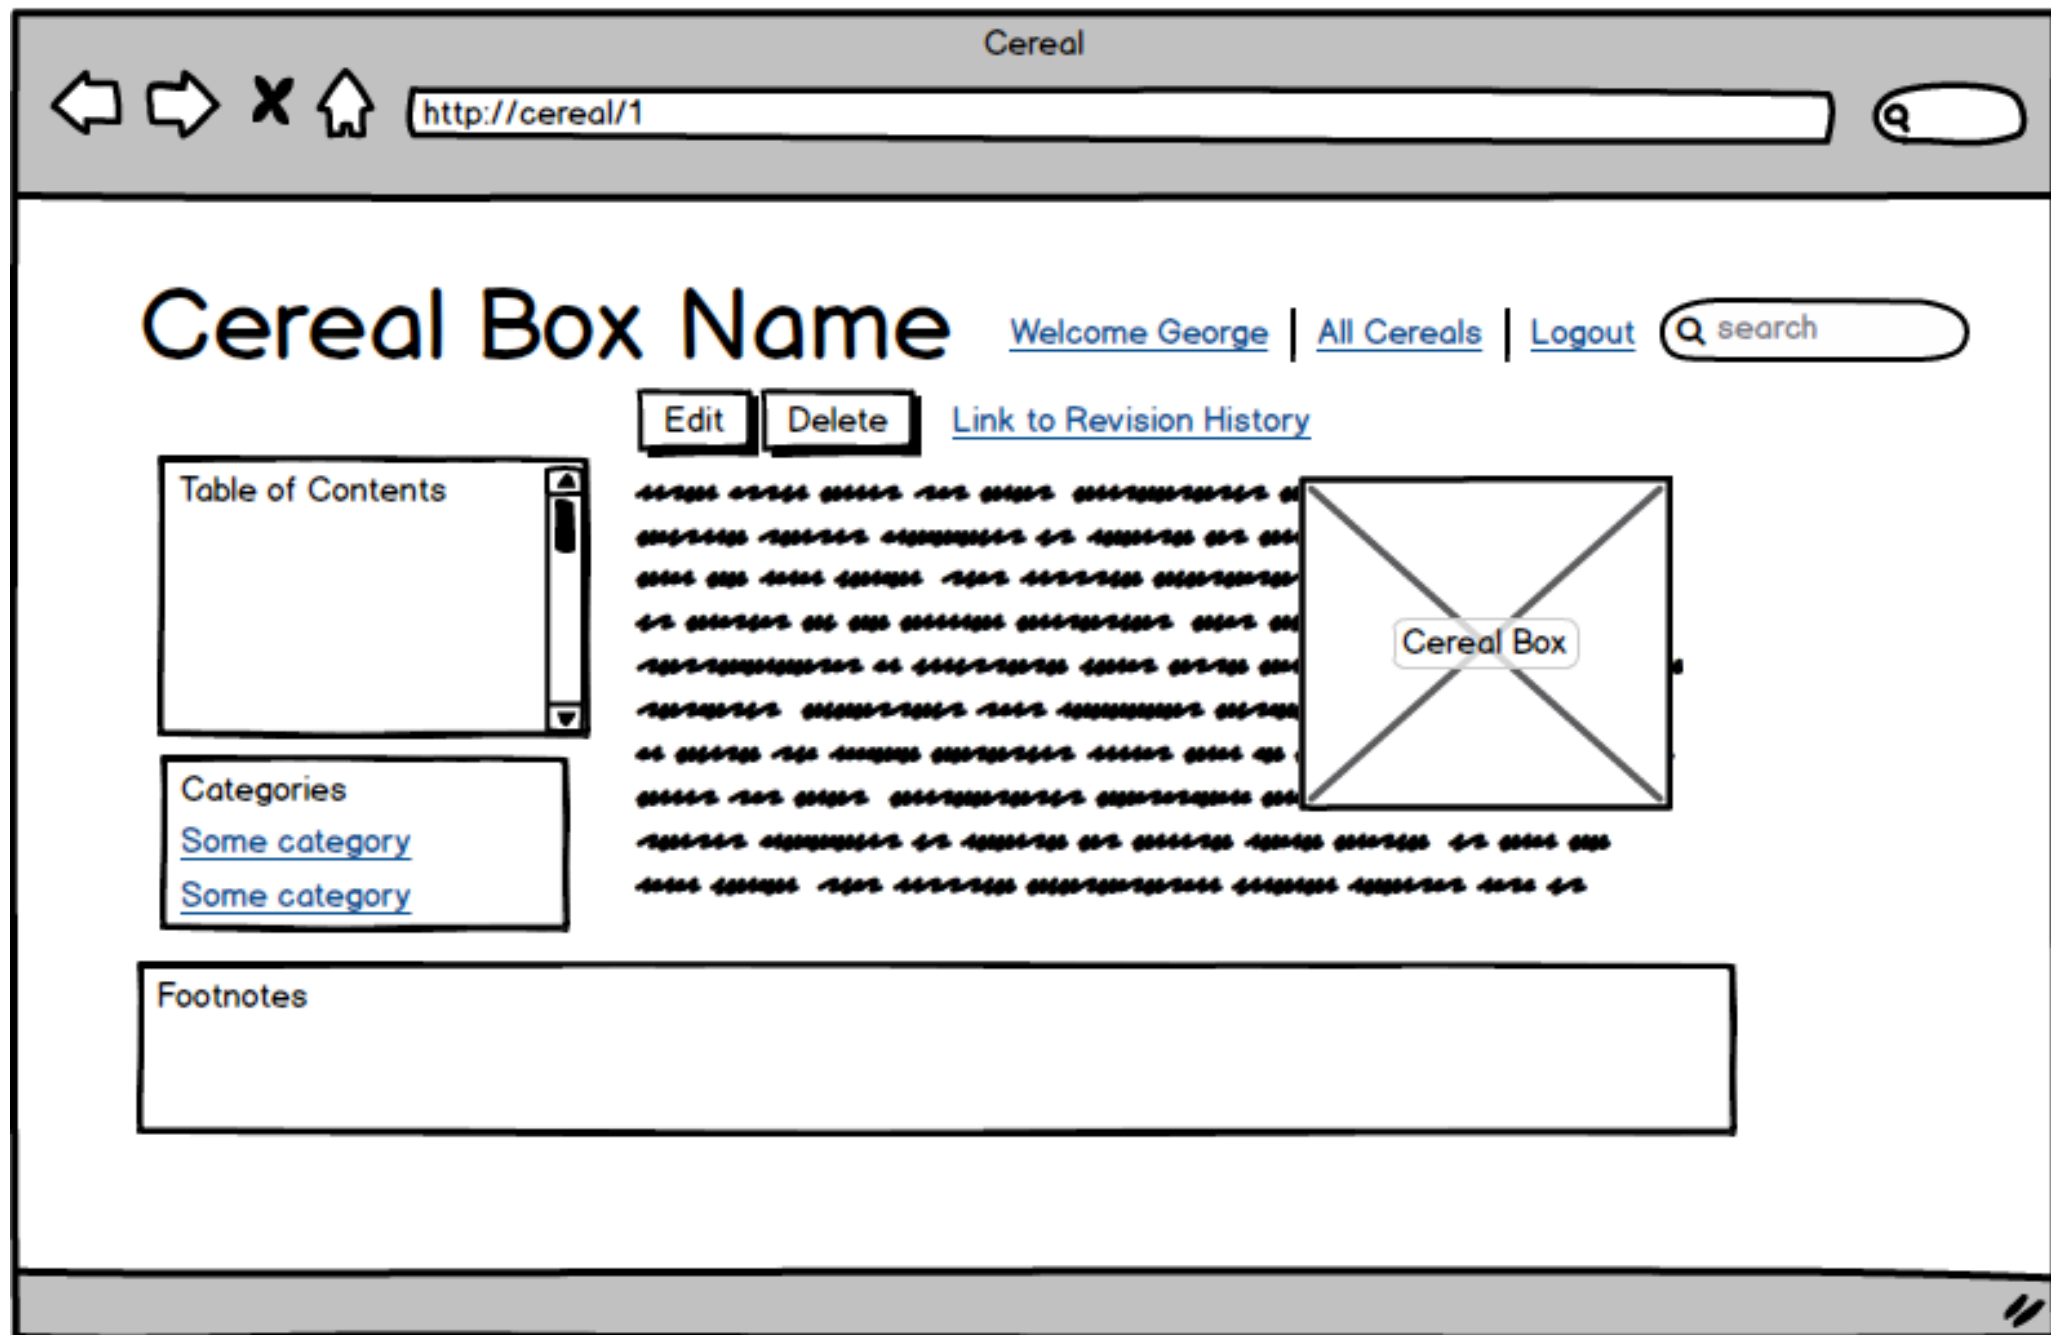 Cereal
http://cereal/1
Cereal Box Name
Welcome George | All Cereals | Logout
search
Edit
Delete
Link to Revision History
Table of Contents
Cereal Box
Categories
Some category
Some category
Footnotes